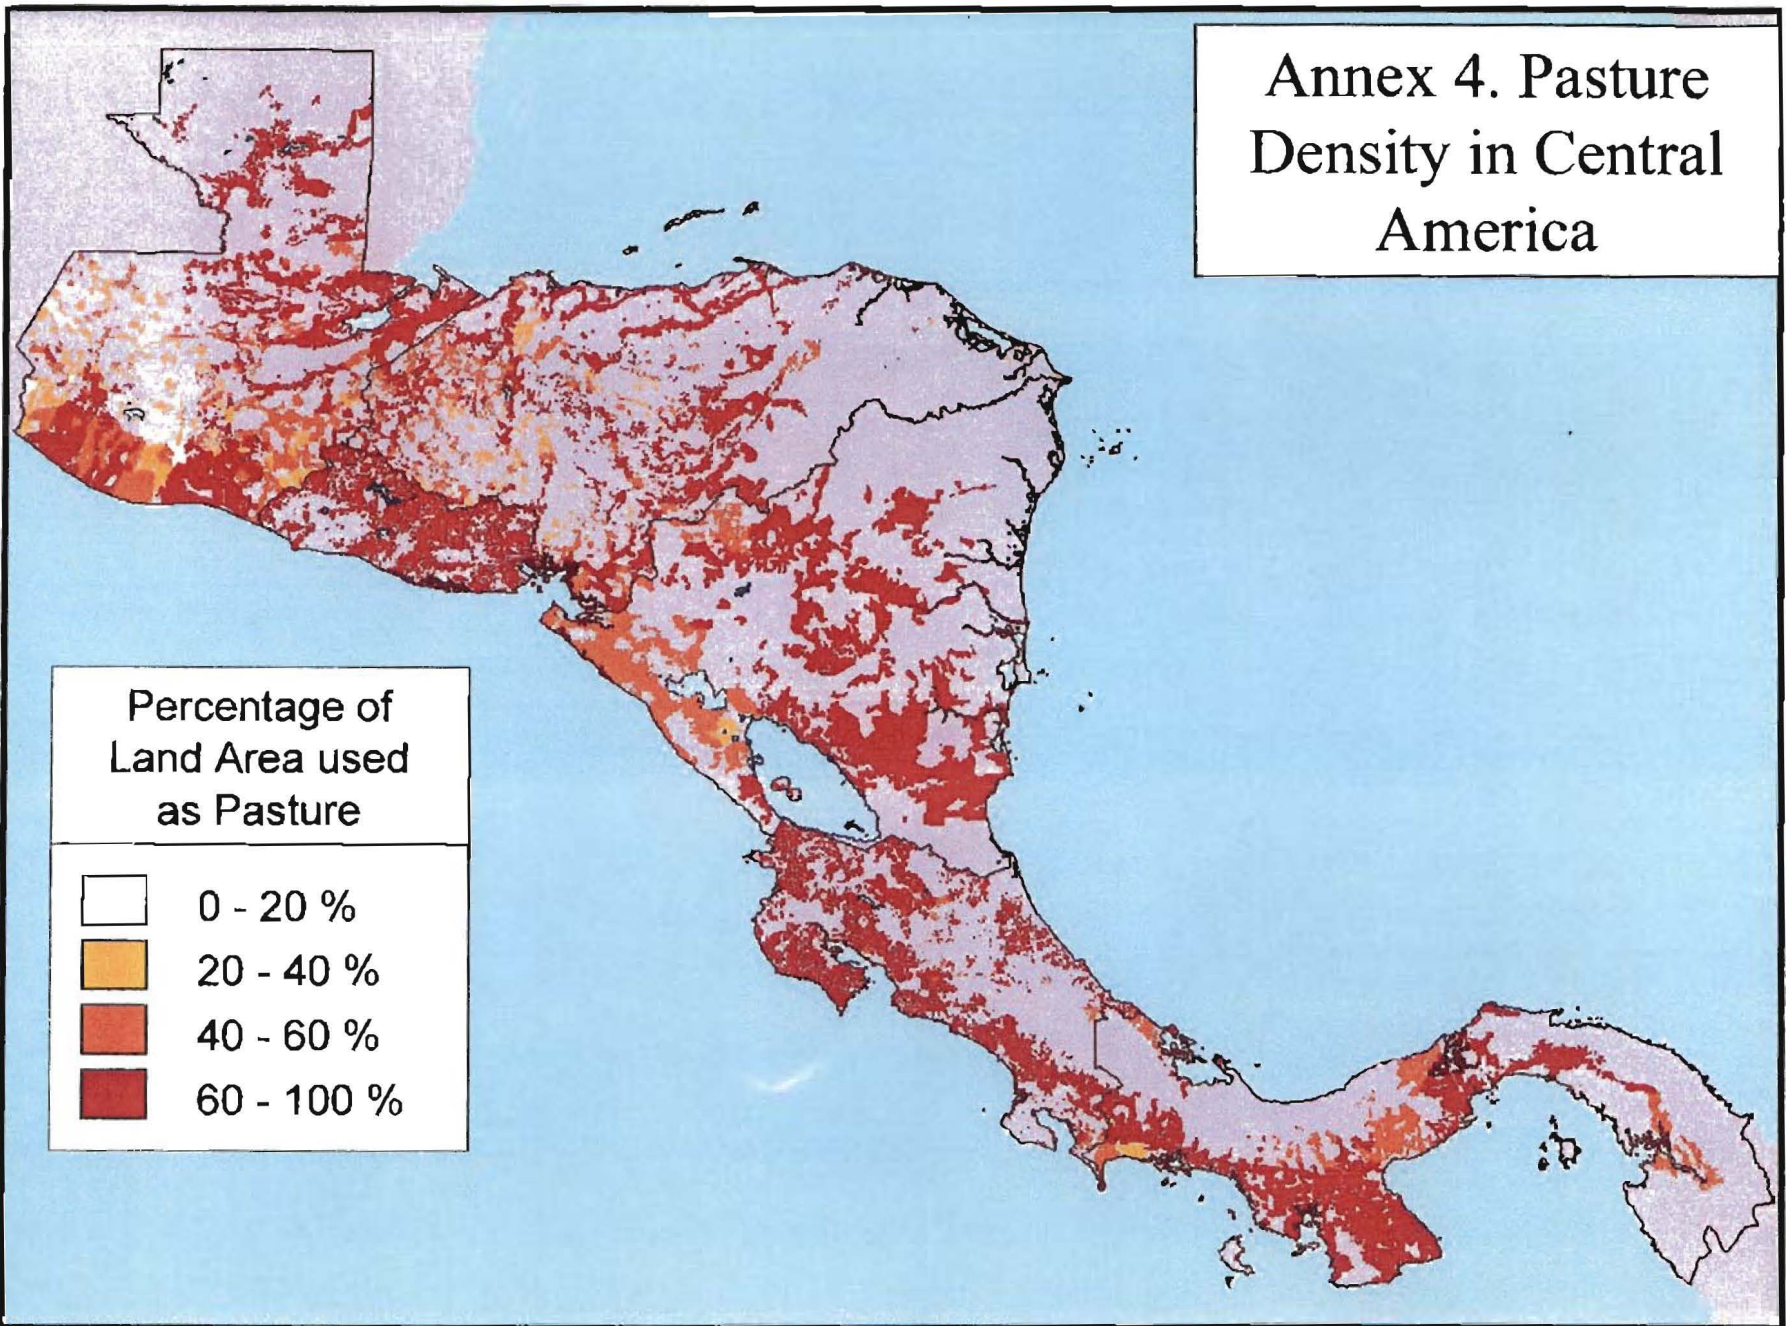 Annex 4. Pasture
Density in Central
America
Percentage of
Land Area used
as Pasture
0 - 20 %
20 - 40 %
40 - 60 %
60 - 100 %